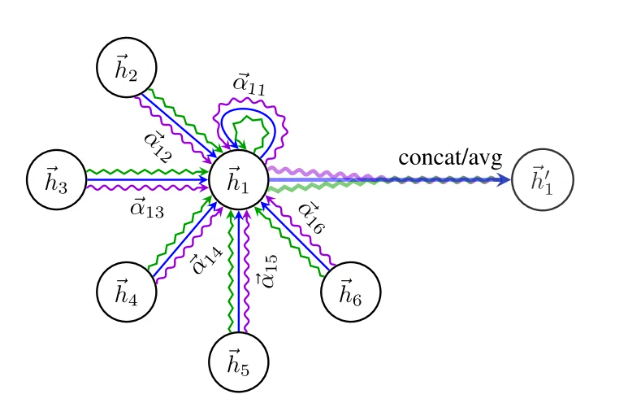 h⃗₂
α⃗₁₁
α⃗₁₂
concat/avg
h⃗₃
h⃗₁
h⃗′₁
α⃗₁₃
α⃗₁₄
α⃗₁₅
α⃗₁₆
h⃗₄
h⃗₆
h⃗₅